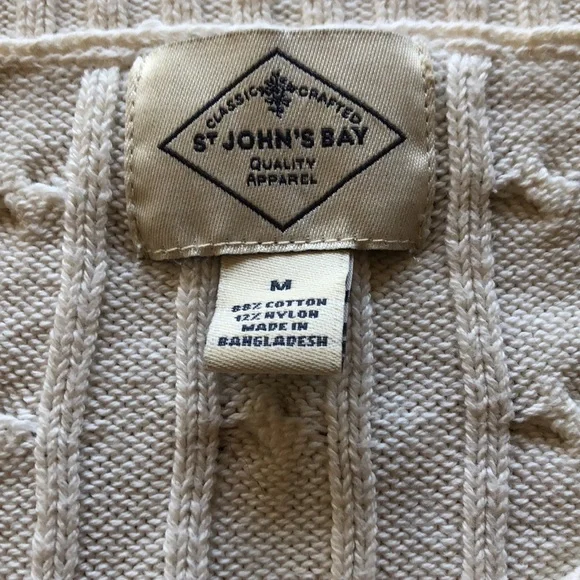 CLASSIC CRAFTED
ST JOHN'S BAY
QUALITY
APPAREL
M
88% COTTON
12% NYLON
MADE IN
BANGLADESH